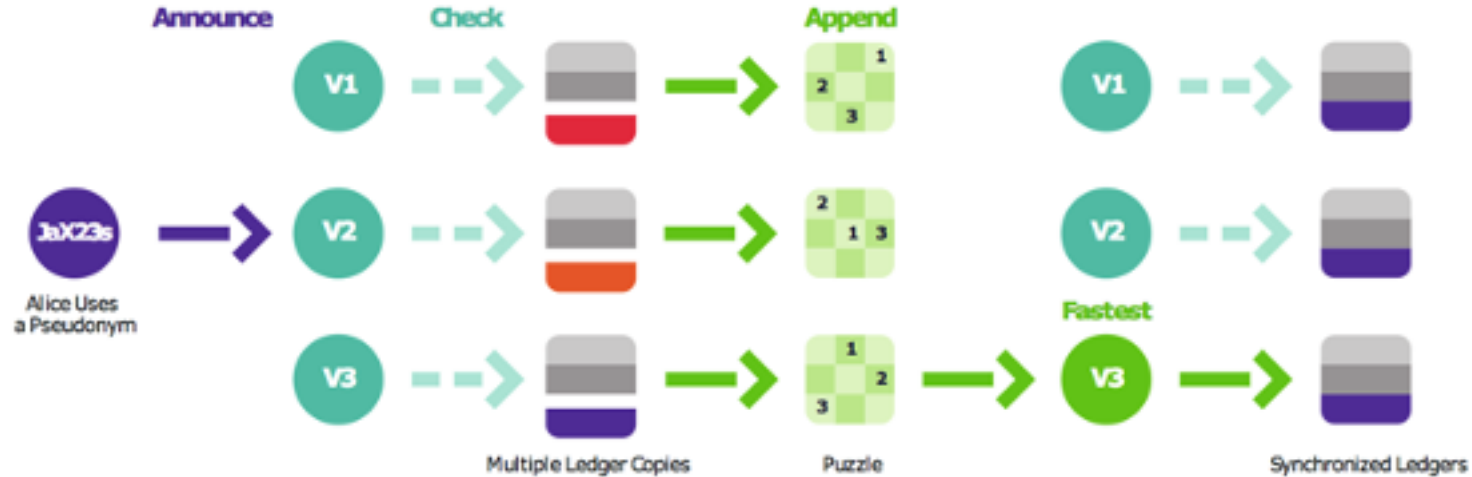 Announce
Check
Append
V1
1
2
3
V1
JaX23s
Alice Uses
a Pseudonym
V2
2
1 3
V2
V3
1
2
3
Fastest
V3
Multiple Ledger Copies
Puzzle
Synchronized Ledgers